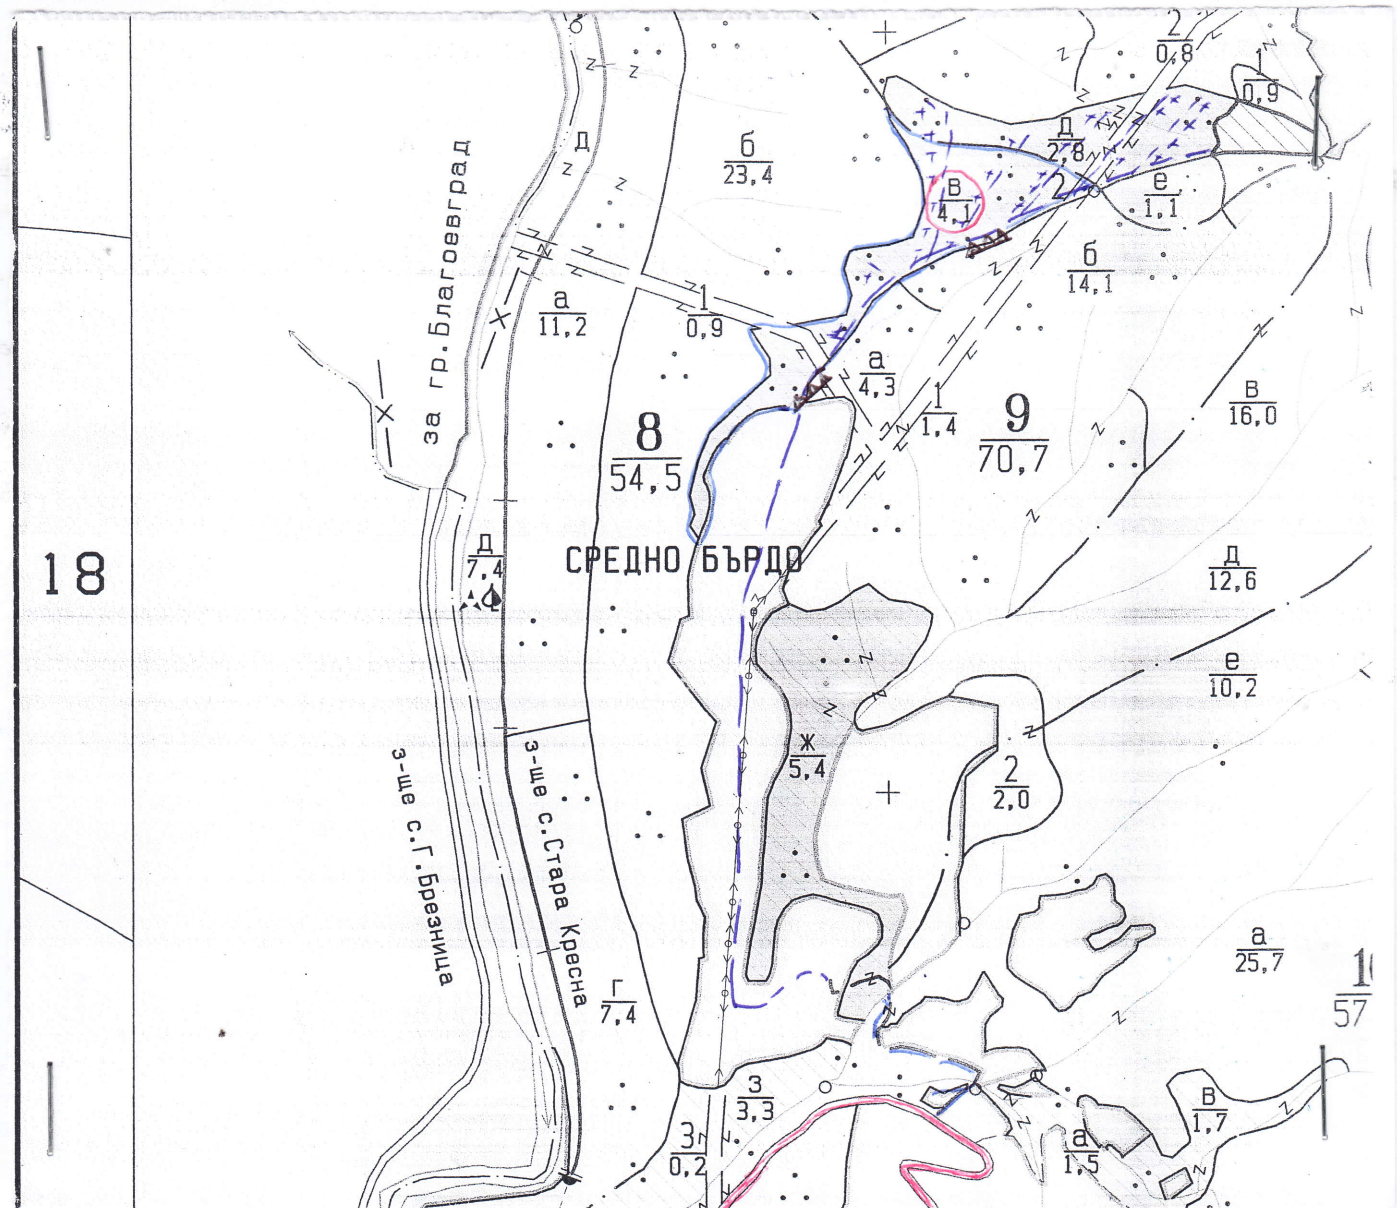 2
0,8
1
0,9
Д
б
23,4
Д
2,8
2
в
4,1
е
1,1
за гр.Благоевград
б
14,1
а
11,2
1
0,9
а
4,3
1
1,4
в
16,0
8
54,5
9
70,7
18
Д
7,4
СРЕДНО БЪРДО
Д
12,6
е
10,2
ж
5,4
2
2,0
з-ще с.Г.Брезница
з-ще с.Стара Кресна
а
25,7
г
7,4
57
з
3,3
3
0,2
а
1,5
в
1,7